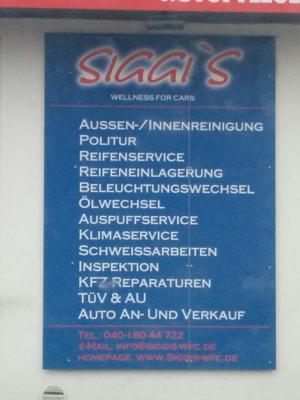 SIGGI`S
WELLNESS FOR CARS
AUSSEN-/INNENREINIGUNG
POLITUR
REIFENSERVICE
REIFENEINLAGERUNG
BELEUCHTUNGSWECHSEL
ÖLWECHSEL
AUSPUFFSERVICE
KLIMASERVICE
SCHWEISSARBEITEN
INSPEKTION
KFZ REPARATUREN
TÜV & AU
AUTO AN- UND VERKAUF
TEL.: 040-180 44 722
E-MAIL: INFO@SIGGIS-WFC.DE
HOMEPAGE. WWW.SIGGIS-WFC.DE